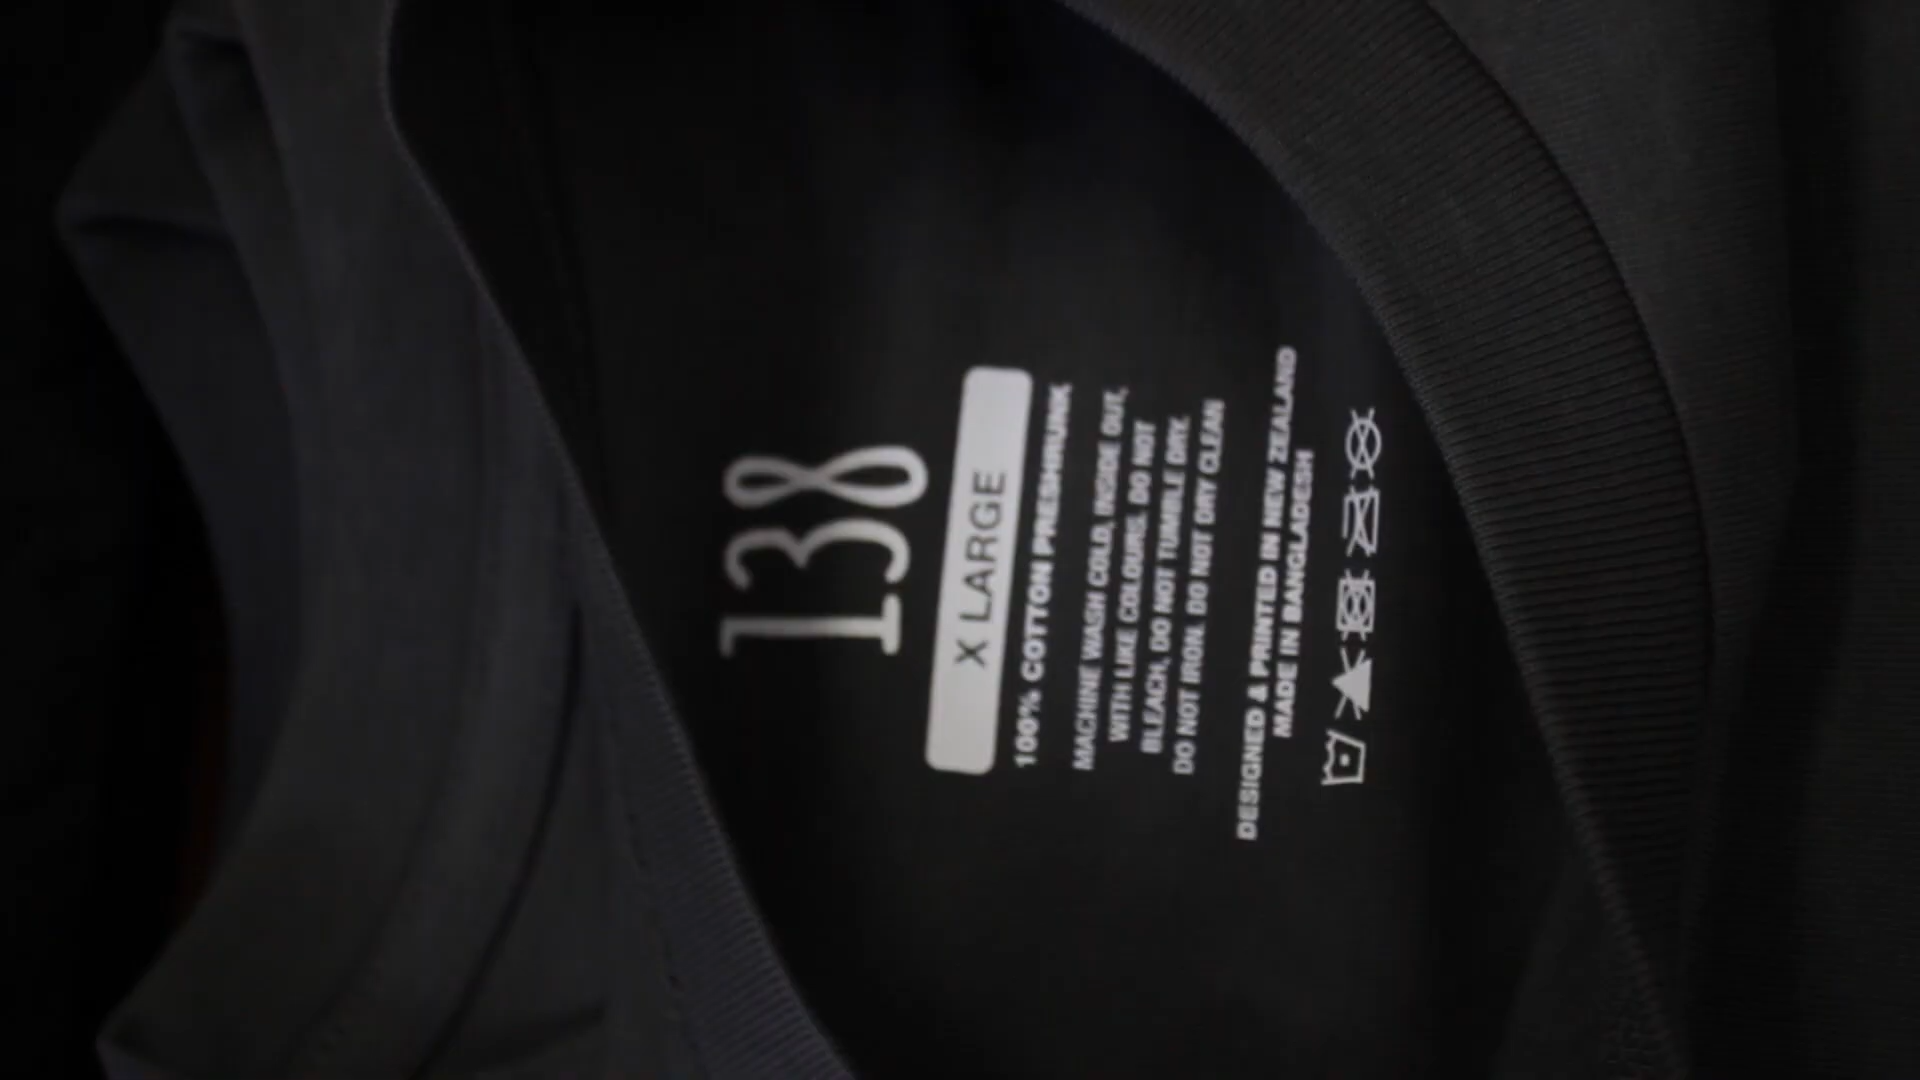 138
X LARGE
100% COTTON PRESHRUNK
MACHINE WASH COLD, INSIDE OUT,
WITH LIKE COLOURS. DO NOT
BLEACH, DO NOT TUMBLE DRY.
DO NOT IRON. DO NOT DRY CLEAN
DESIGNED & PRINTED IN NEW ZEALAND
MADE IN BANGLADESH